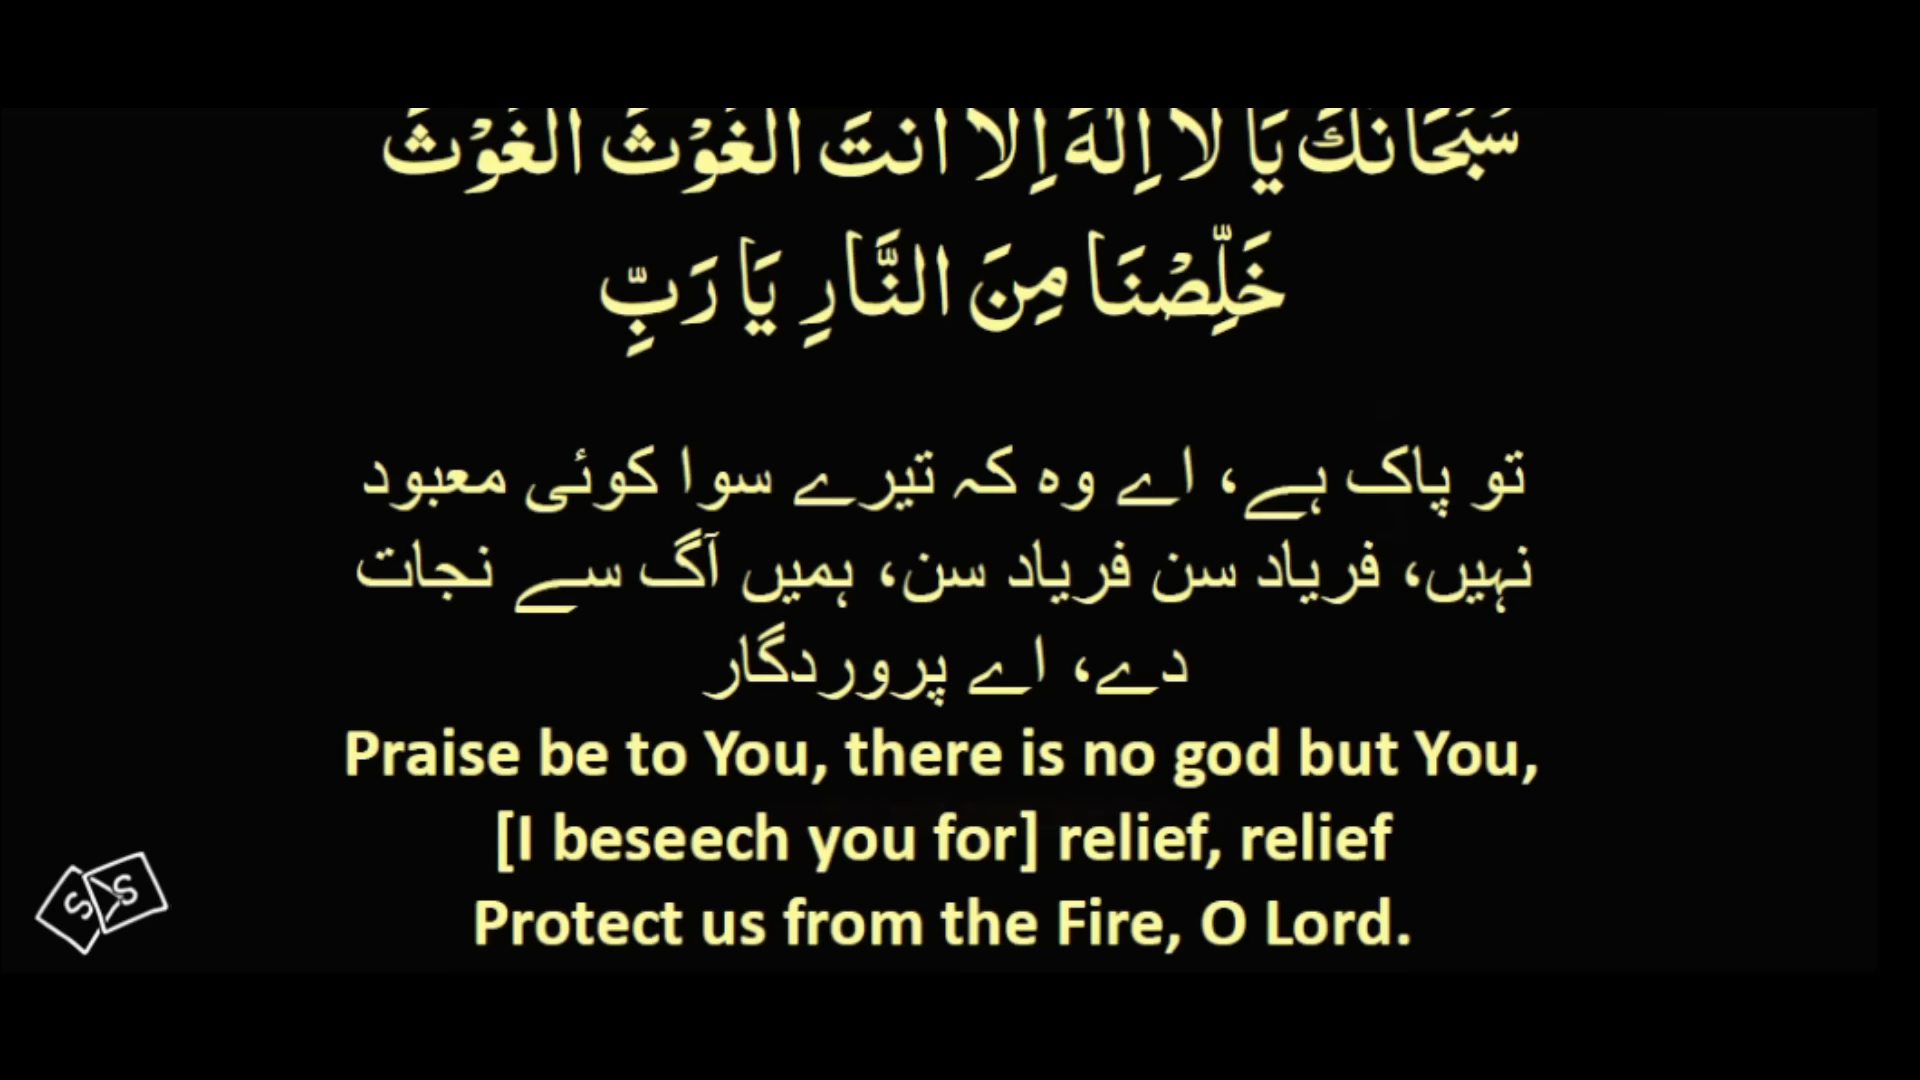 سُبْحَانَكَ يَا لَا اِلٰهَ اِلَّا اَنْتَ الْغَوْثَ الْغَوْثَ
خَلِّصْنَا مِنَ النَّارِ يَا رَبِّ
تو پاک ہے، اے وہ کہ تیرے سوا کوئی معبود
نہیں، فریاد سن فریاد سن، ہمیں آگ سے نجات
دے، اے پروردگار
Praise be to You, there is no god but You,
[I beseech you for] relief, relief
Protect us from the Fire, O Lord.
S S